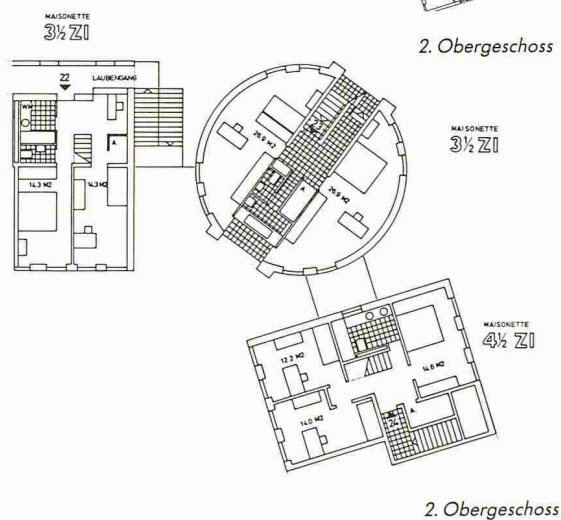 2. Obergeschoss
MAISONETTE
3½ ZI
22
LAUBENGANG
WM
A.
14.3 M2
14.3 M2
MAISONETTE
3½ ZI
23
26.9 M2
A.
26.9 M2
MAISONETTE
4½ ZI
12.2 M2
14.6 M2
14.0 M2
A.
24
2. Obergeschoss